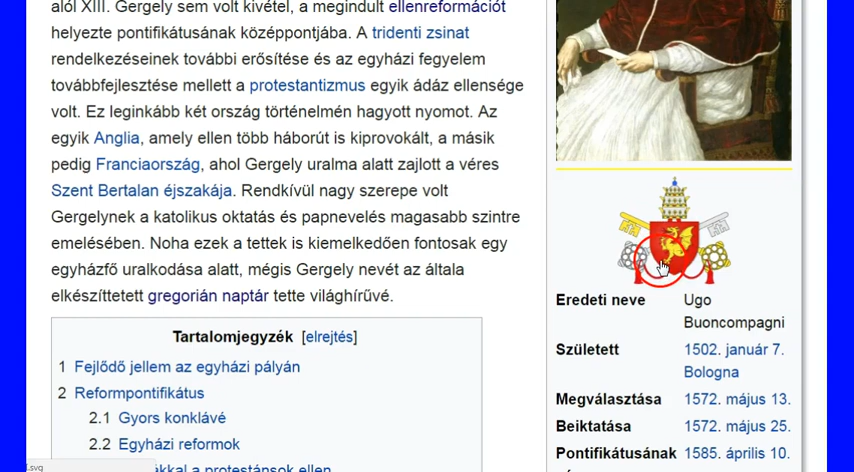 alól XIII. Gergely sem volt kivétel, a megindult ellenreformációt
helyezte pontifikátusának középpontjába. A tridenti zsinat
rendelkezéseinek további erősítése és az egyházi fegyelem
továbbfejlesztése mellett a protestantizmus egyik ádáz ellensége
volt. Ez leginkább két ország történelmén hagyott nyomot. Az
egyik Anglia, amely ellen több háborút is kiprovokált, a másik
pedig Franciaország, ahol Gergely uralma alatt zajlott a véres
Szent Bertalan éjszakája. Rendkívül nagy szerepe volt
Gergelynek a katolikus oktatás és papnevelés magasabb szintre
emelésében. Noha ezek a tettek is kiemelkedően fontosak egy
egyházfő uralkodása alatt, mégis Gergely nevét az általa
elkészíttetett gregorián naptár tette világhírűvé.
Tartalomjegyzék [elrejtés]
1 Fejlődő jellem az egyházi pályán
2 Reformpontifikátus
2.1 Gyors konklávé
2.2 Egyházi reformok
ákkal a protestánsok ellen
Eredeti neve Ugo
Buoncompagni
Született 1502. január 7.
Bologna
Megválasztása 1572. május 13.
Beiktatása 1572. május 25.
Pontifikátusának 1585. április 10.
.svg